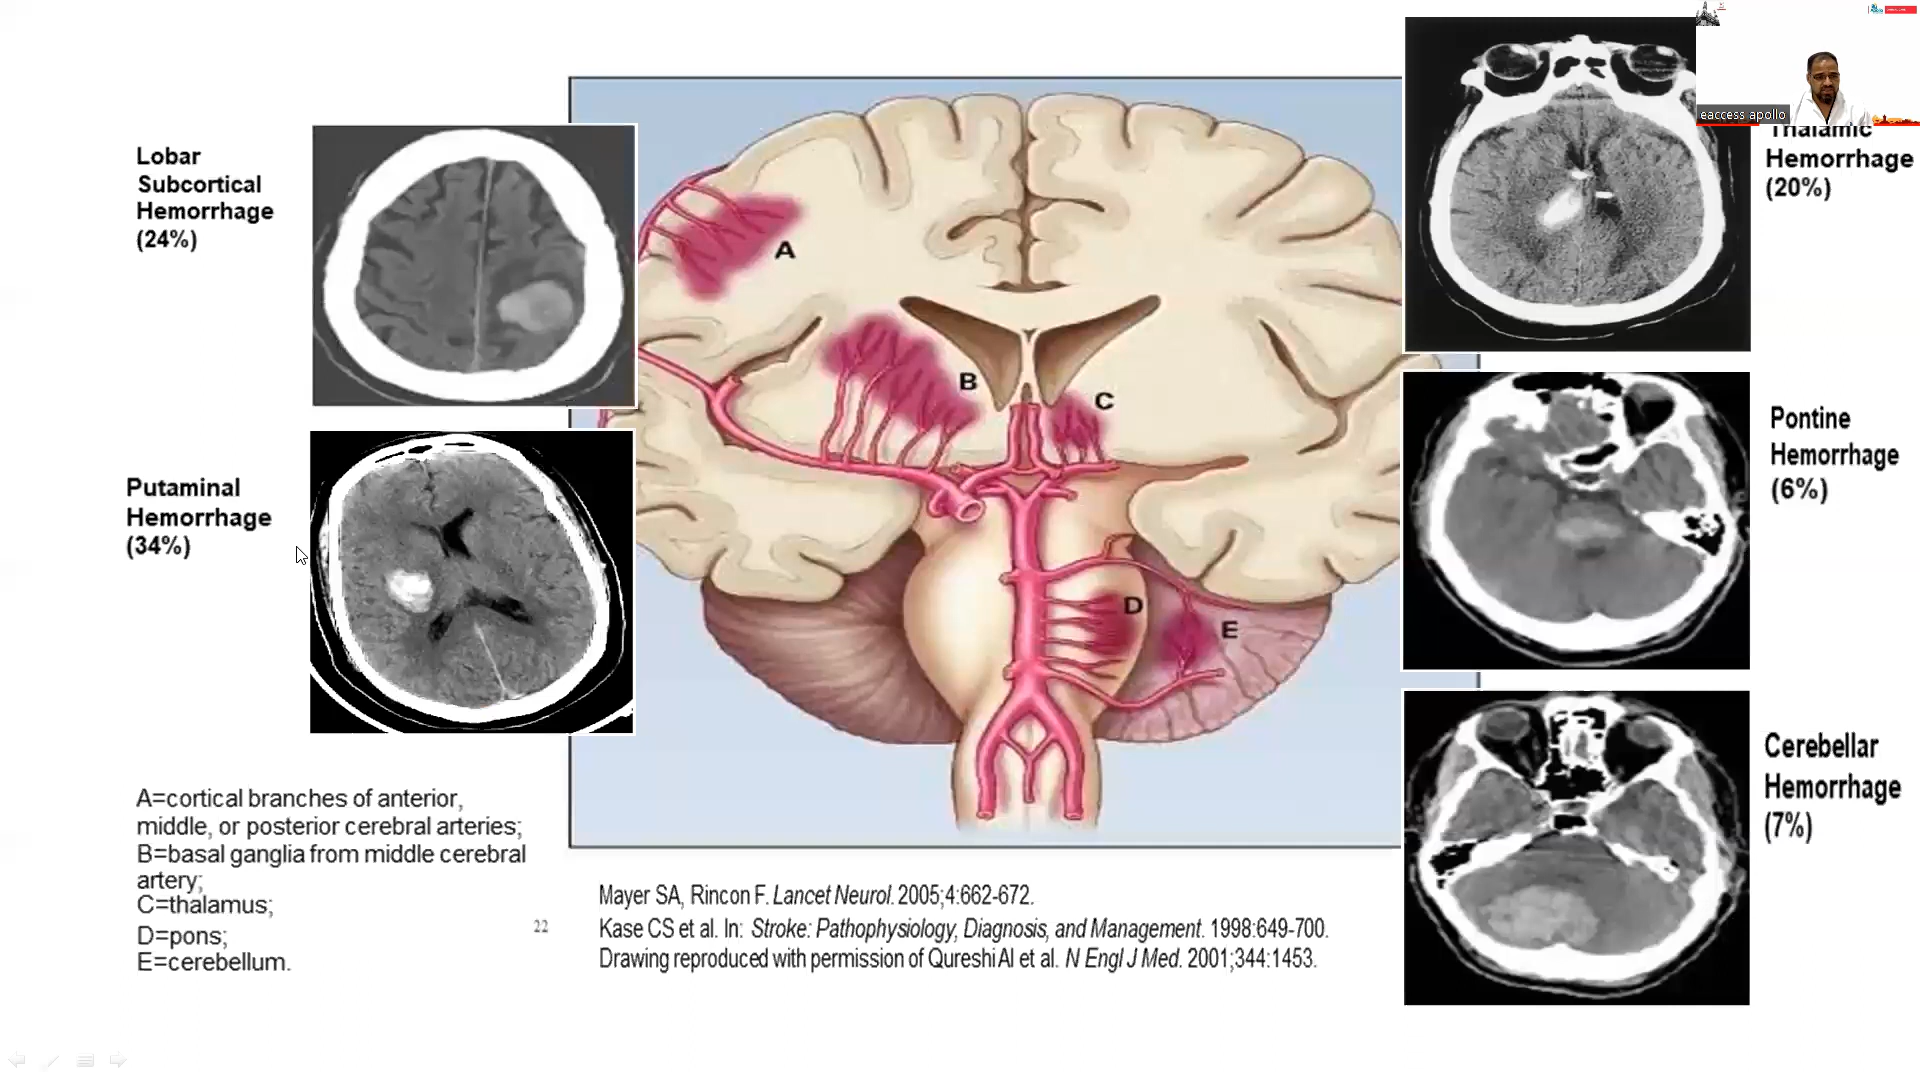 eaccess apollo
Lobar
Subcortical
Hemorrhage
(24%)
Putaminal
Hemorrhage
(34%)
A
B
C
D
E
Thalamic
Hemorrhage
(20%)
Pontine
Hemorrhage
(6%)
Cerebellar
Hemorrhage
(7%)
A=cortical branches of anterior,
middle, or posterior cerebral arteries;
B=basal ganglia from middle cerebral
artery;
C=thalamus;
D=pons;
E=cerebellum.
22
Mayer SA, Rincon F. Lancet Neurol. 2005;4:662-672.
Kase CS et al. In: Stroke: Pathophysiology, Diagnosis, and Management. 1998:649-700.
Drawing reproduced with permission of Qureshi AI et al. N Engl J Med. 2001;344:1453.